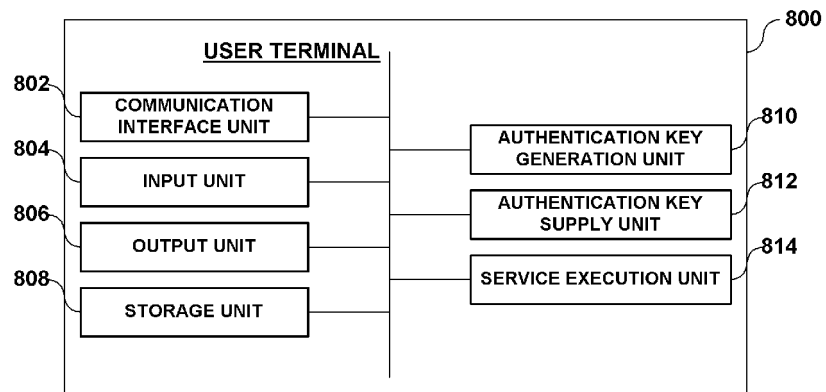 800
USER TERMINAL
802
COMMUNICATION
INTERFACE UNIT
804
INPUT UNIT
806
OUTPUT UNIT
808
STORAGE UNIT
810
AUTHENTICATION KEY
GENERATION UNIT
812
AUTHENTICATION KEY
SUPPLY UNIT
814
SERVICE EXECUTION UNIT